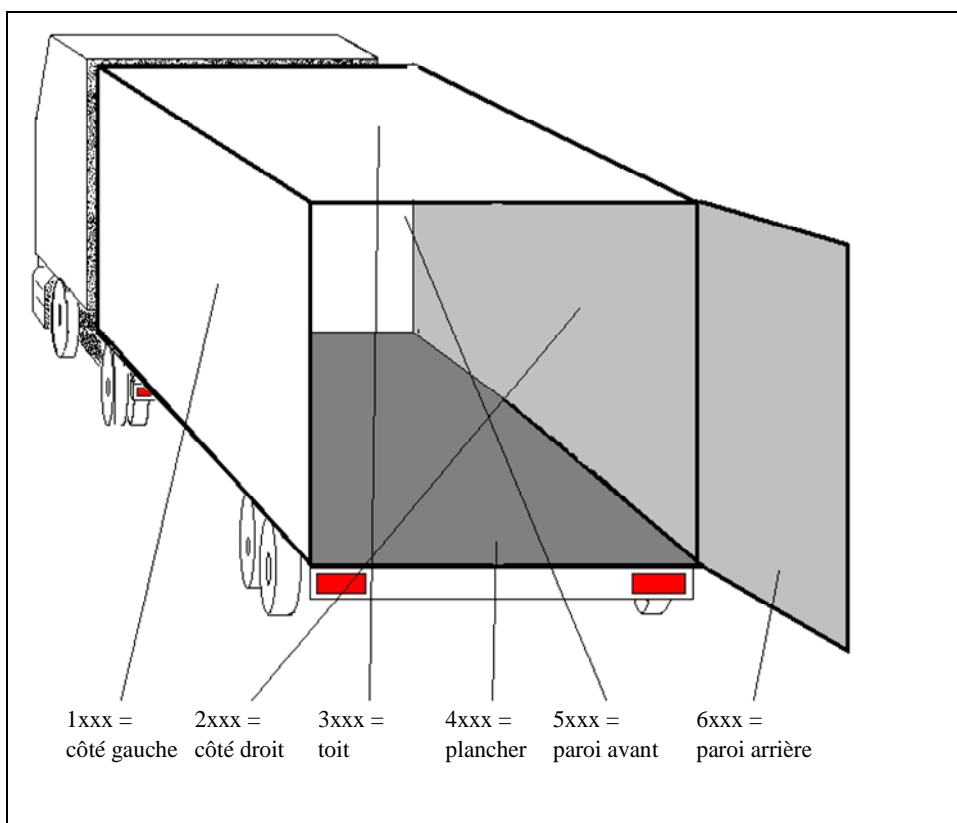 1xxx = 2xxx = 3xxx = 4xxx = 5xxx = 6xxx =
côté gauche côté droit toit plancher paroi avant paroi arrière